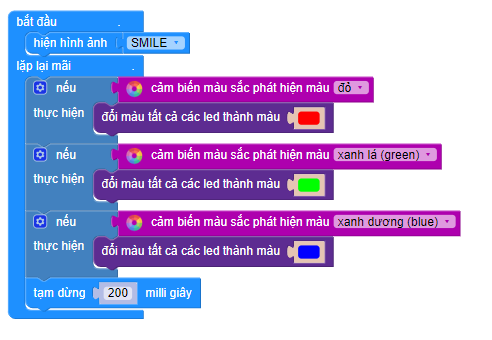 bắt đầu .
hiện hình ảnh SMILE
lặp lại mãi .
nếu cảm biến màu sắc phát hiện màu đỏ
thực hiện đổi màu tất cả các led thành màu
nếu cảm biến màu sắc phát hiện màu xanh lá (green)
thực hiện đổi màu tất cả các led thành màu
nếu cảm biến màu sắc phát hiện màu xanh dương (blue)
thực hiện đổi màu tất cả các led thành màu
tạm dừng 200 milli giây